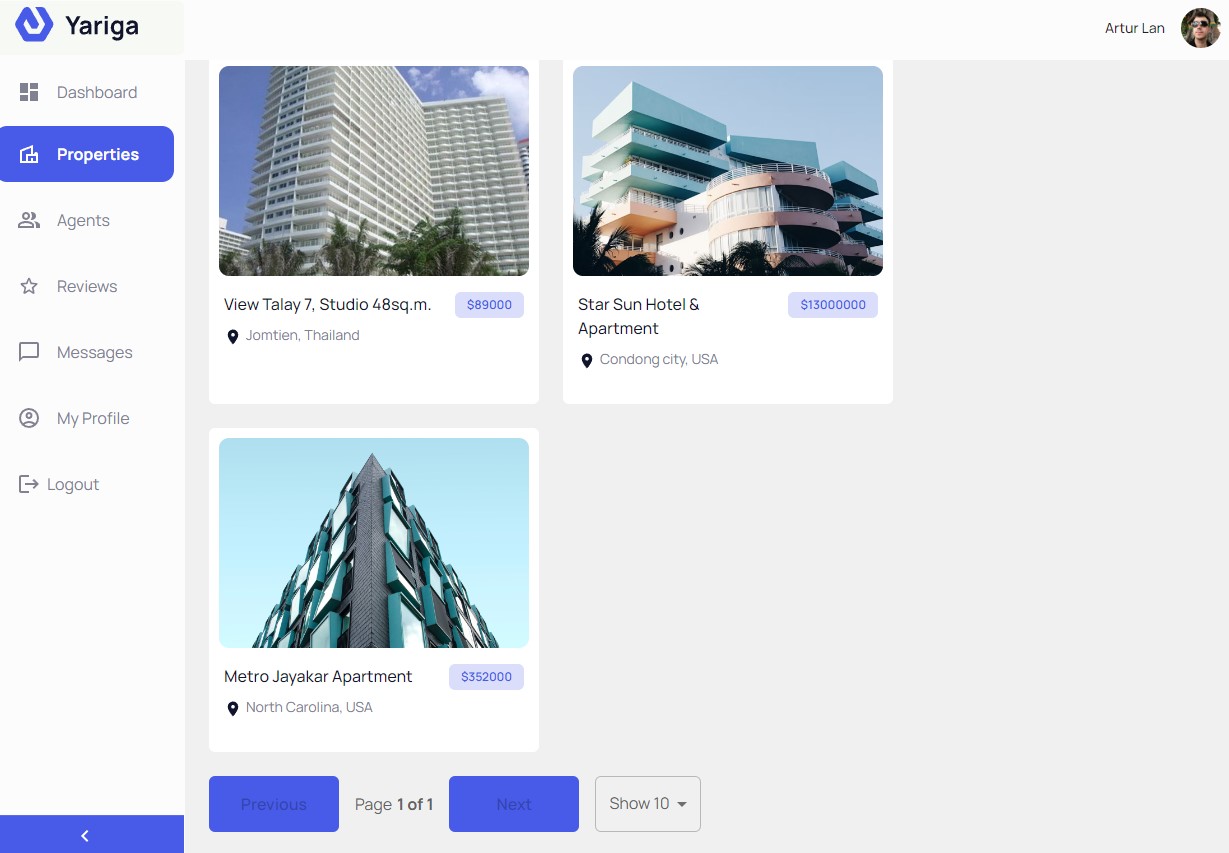 Yariga
Artur Lan
Dashboard
Properties
Agents
Reviews
Messages
My Profile
Logout
View Talay 7, Studio 48sq.m.
$89000
Jomtien, Thailand
Star Sun Hotel &
Apartment
$13000000
Condong city, USA
Metro Jayakar Apartment
$352000
North Carolina, USA
Previous
Page 1 of 1
Next
Show 10